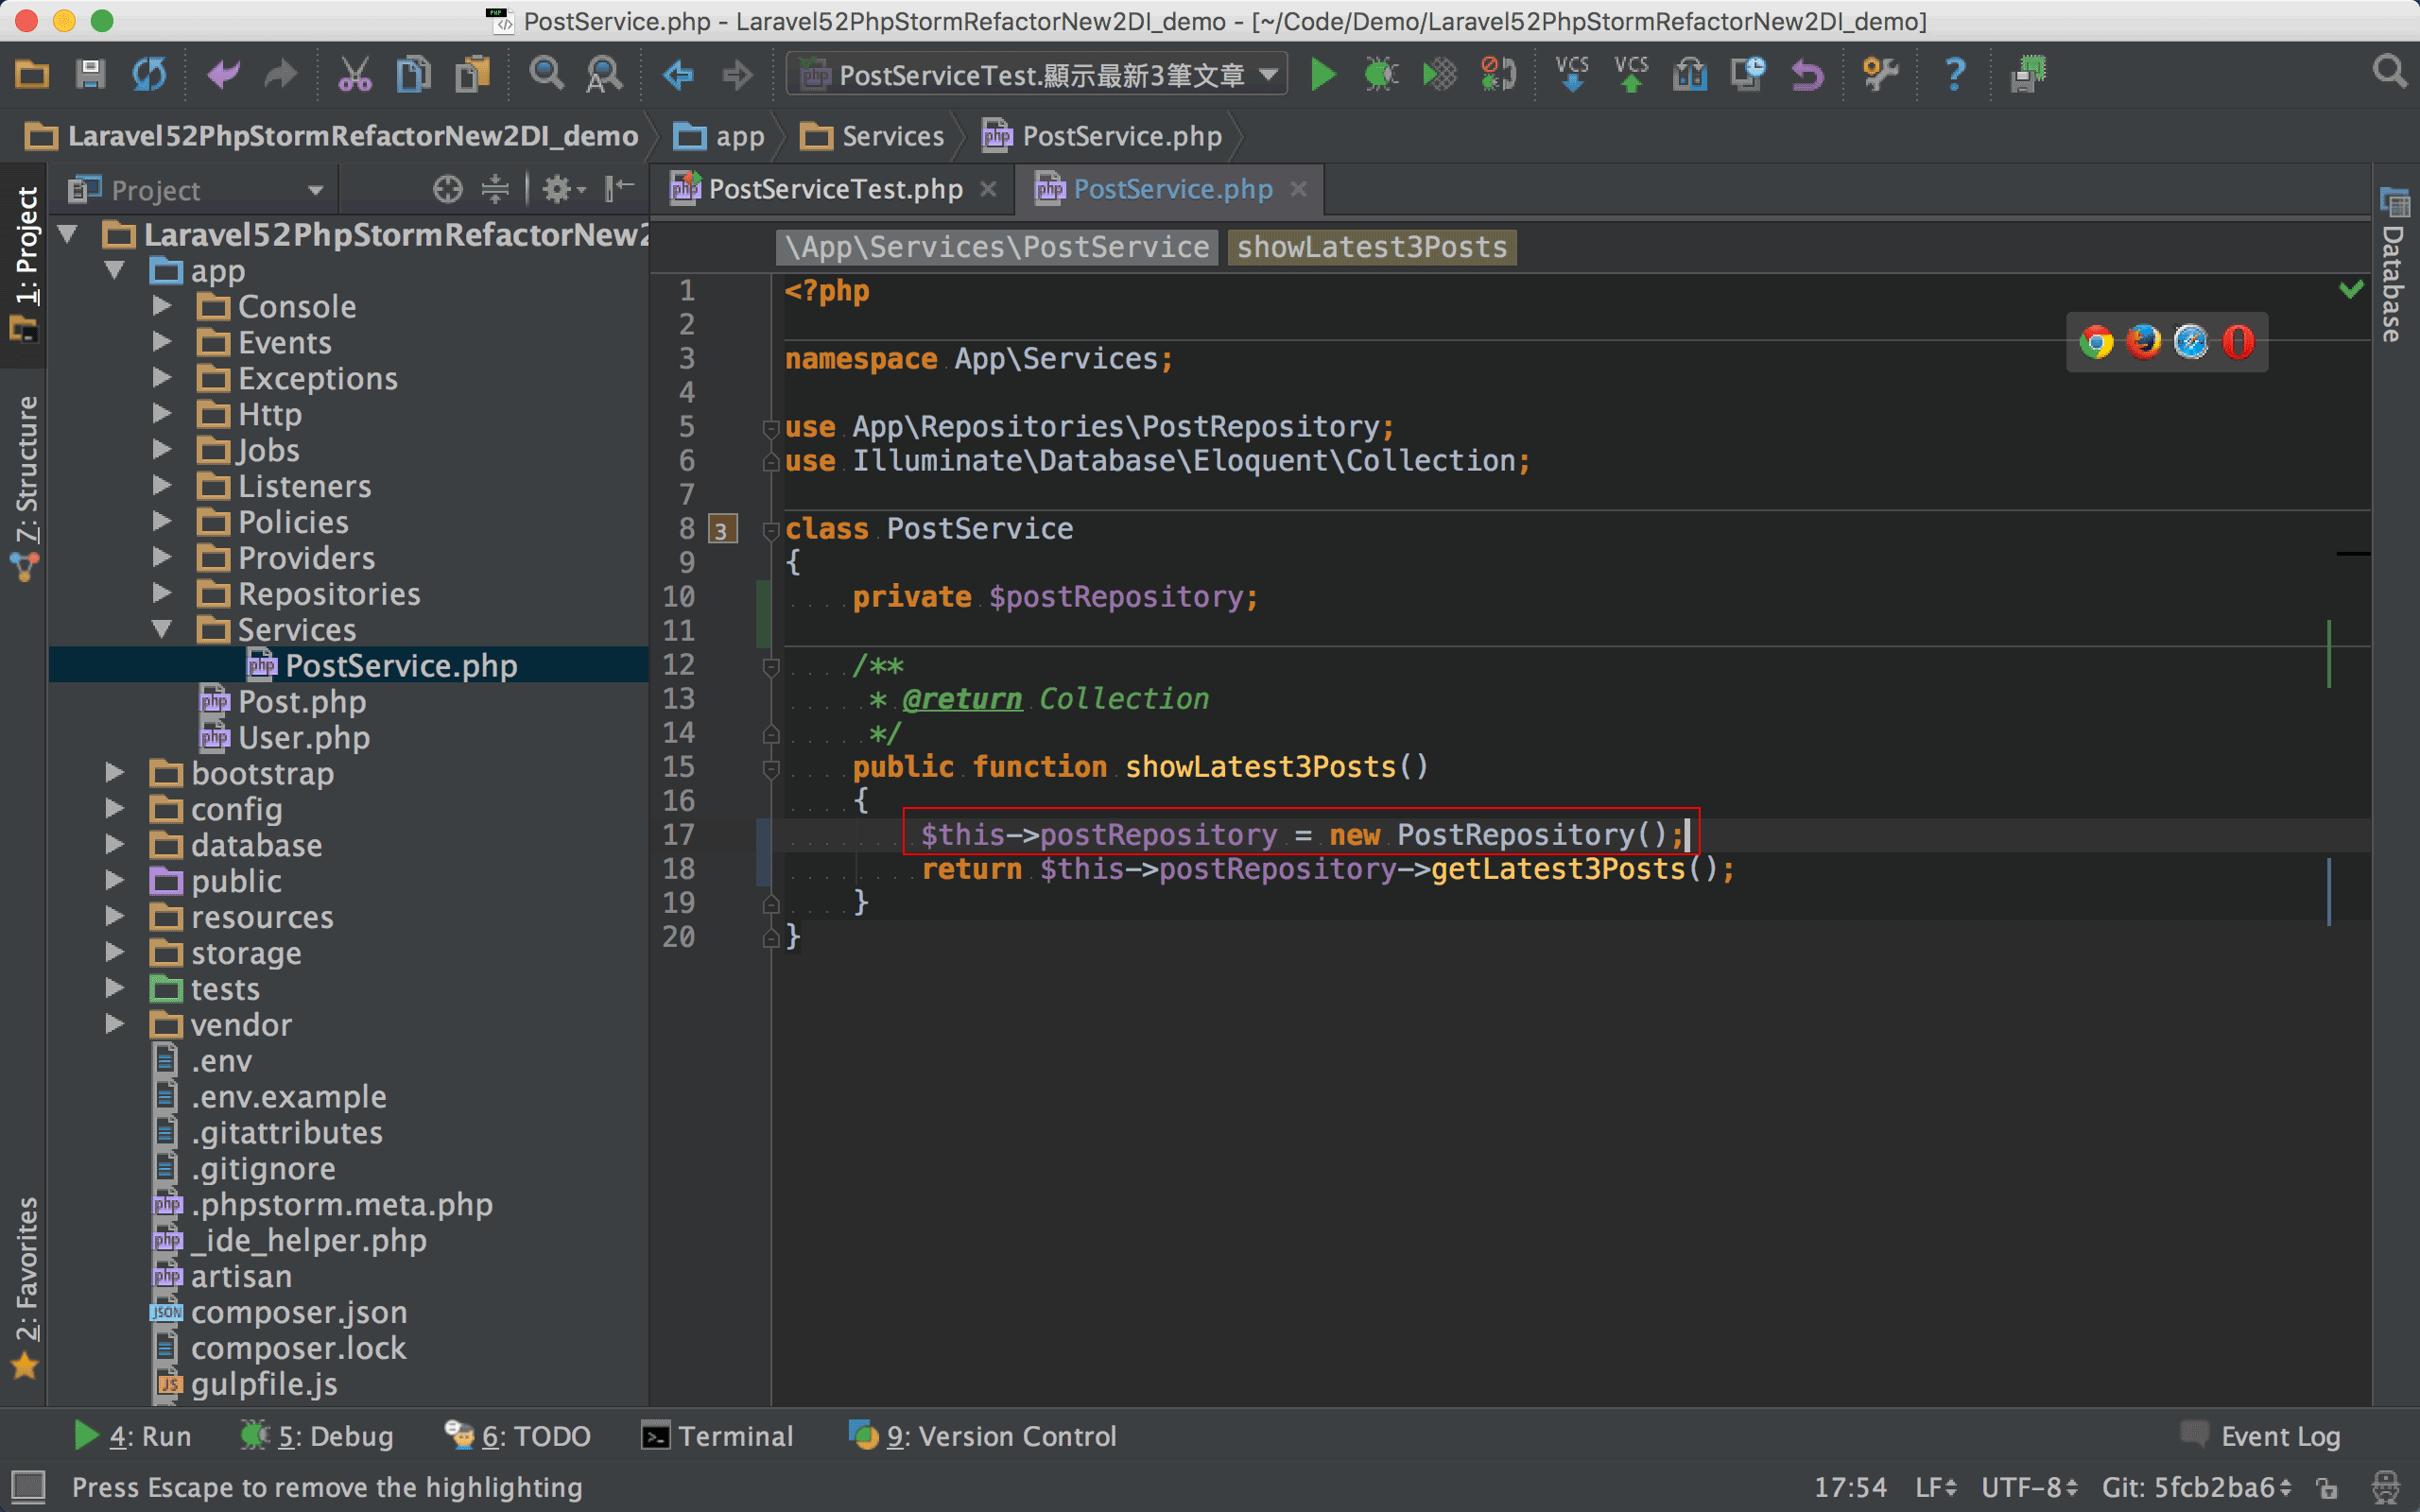 PostService.php - Laravel52PhpStormRefactorNew2DI_demo - [~/Code/Demo/Laravel52PhpStormRefactorNew2DI_demo]
PostServiceTest.顯示最新3筆文章
VCS VCS
Laravel52PhpStormRefactorNew2DI_demo app Services PostService.php
1: Project
7: Structure
2: Favorites
Project
Laravel52PhpStormRefactorNew2
app
Console
Events
Exceptions
Http
Jobs
Listeners
Policies
Providers
Repositories
Services
PostService.php
Post.php
User.php
bootstrap
config
database
public
resources
storage
tests
vendor
.env
.env.example
.gitattributes
.gitignore
.phpstorm.meta.php
_ide_helper.php
artisan
composer.json
composer.lock
gulpfile.js
PostServiceTest.php PostService.php
\App\Services\PostService showLatest3Posts
1 <?php
2
3 namespace App\Services;
4
5 use App\Repositories\PostRepository;
6 use Illuminate\Database\Eloquent\Collection;
7
8 3 class PostService
9 {
10 private $postRepository;
11
12 /**
13 * @return Collection
14 */
15 public function showLatest3Posts()
16 {
17 $this->postRepository = new PostRepository();
18 return $this->postRepository->getLatest3Posts();
19 }
20 }
Database
4: Run 5: Debug 6: TODO Terminal 9: Version Control Event Log
Press Escape to remove the highlighting 17:54 LF UTF-8 Git: 5fcb2ba6